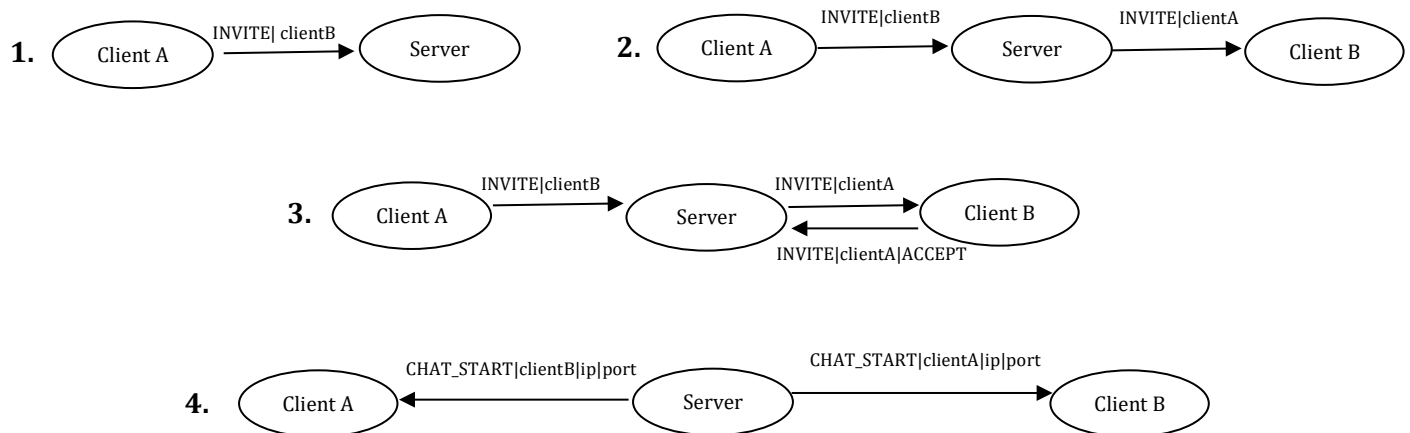 1.
Client A
INVITE| clientB
Server
2.
Client A
INVITE|clientB
Server
INVITE|clientA
Client B
3.
Client A
INVITE|clientB
Server
INVITE|clientA
Client B
INVITE|clientA|ACCEPT
4.
Client A
CHAT_START|clientB|ip|port
Server
CHAT_START|clientA|ip|port
Client B